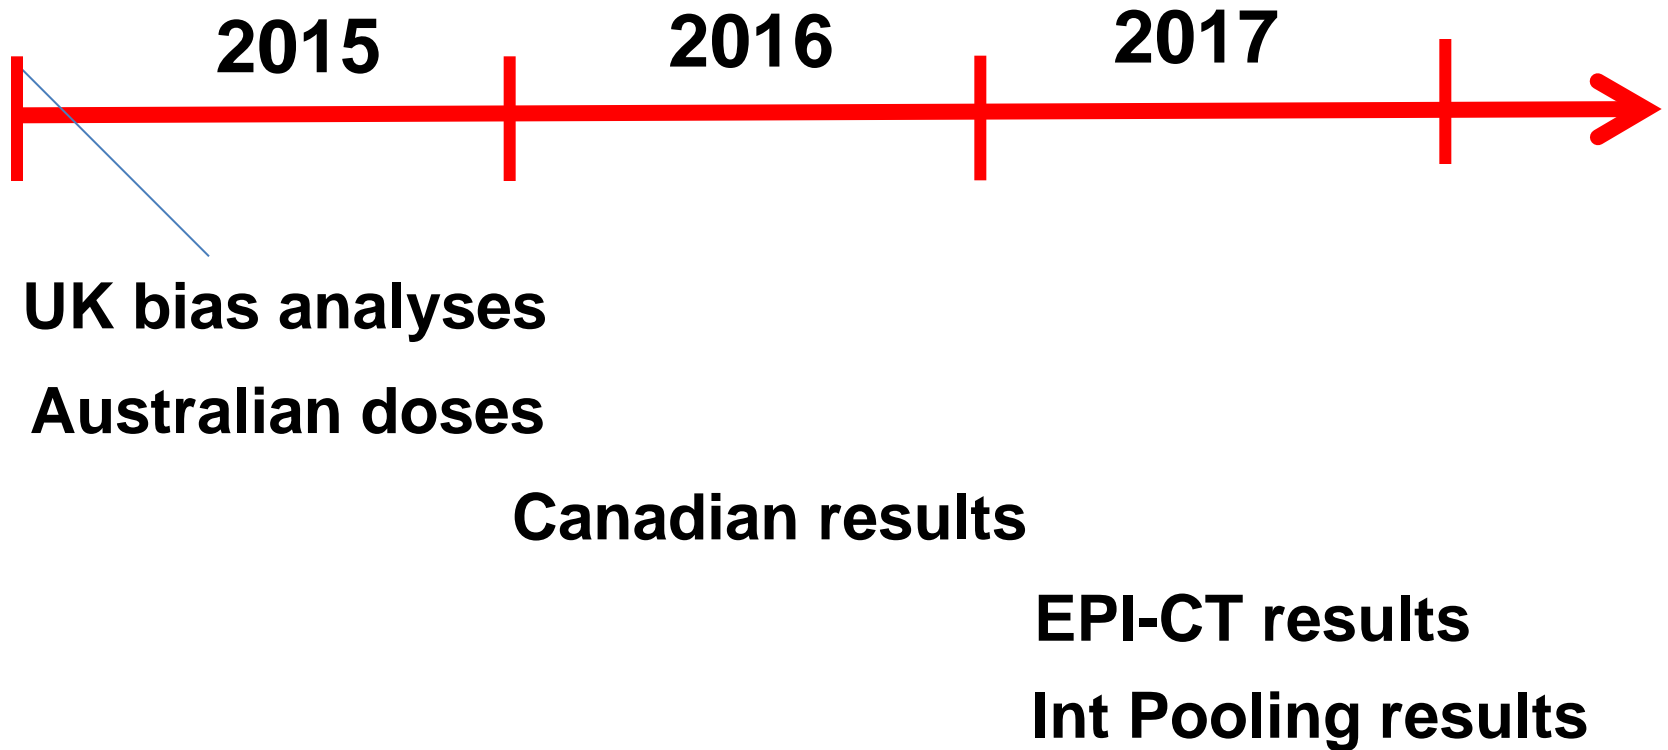 2015 2016 2017
UK bias analyses
Australian doses
Canadian results
EPI-CT results
Int Pooling results